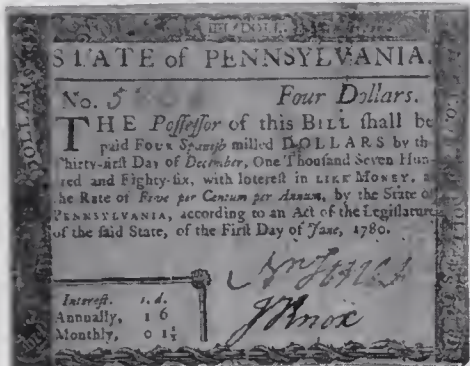 STATE of PENNSYLVANIA.
No. 5
Four Dollars.
THE Poſſeſſor of this BILL ſhall be
paid FOUR Spaniſh milled DOLLARS by the
Thirty-firſt Day of December, One Thouſand Seven Hun-
red and Eighty-ſix, with Intereſt in LIKE MONEY, a
he Rate of Five per Centum per Annum, by the State of
PENNSYLVANIA, according to an Act of the Legiſlature
of the ſaid State, of the Firſt Day of June, 1780.
Intereſt. s. d.
Annually, 1 6
Monthly, 0 1½
JKnox
DOLLARS